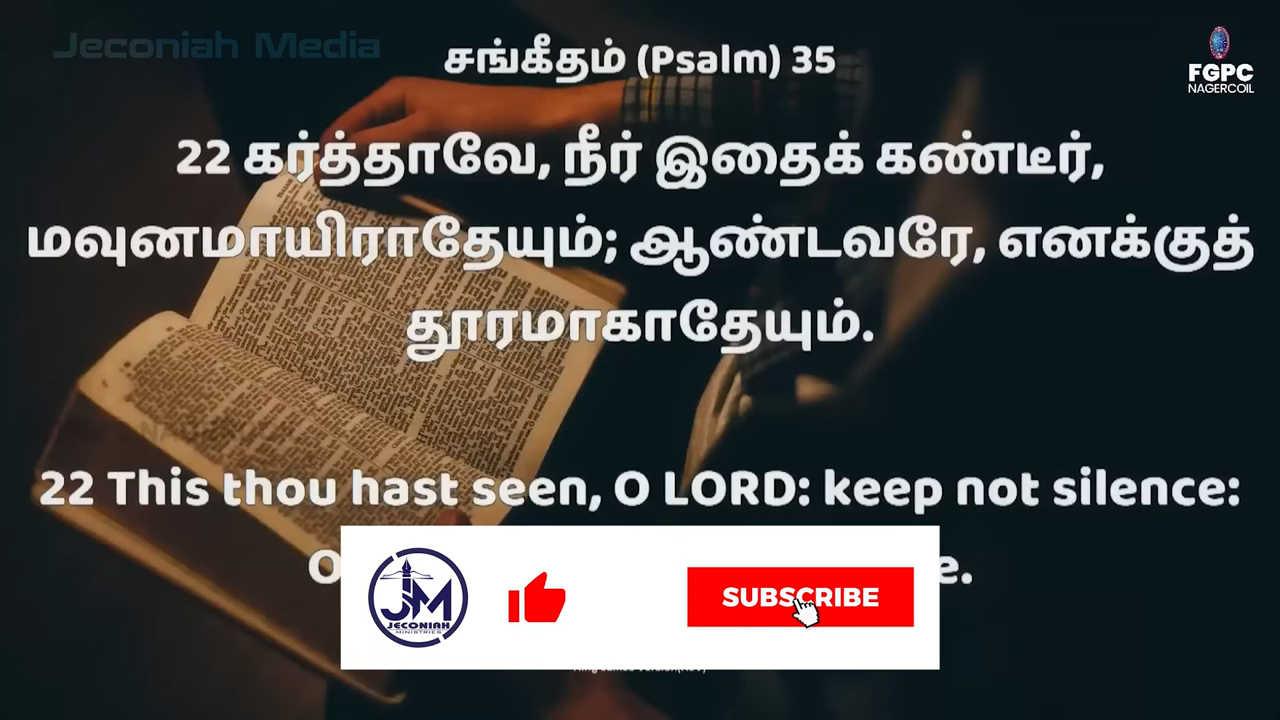 Jeconiah Media
சங்கீதம் (Psalm) 35
FGPC
NAGERCOIL
22 கர்த்தாவே, நீர் இதைக் கண்டீர்,
மவுனமாயிராதேயும்; ஆண்டவரே, எனக்குத்
தூரமாகாதேயும்.
22 This thou hast seen, O LORD: keep not silence:
JM
JECONIAH
MINISTRIES
SUBSCRIBE